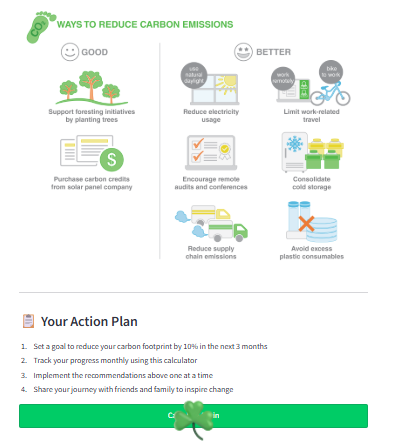 CO₂ WAYS TO REDUCE CARBON EMISSIONS
GOOD
BETTER
Support foresting initiatives
by planting trees
use
natural
daylight
Reduce electricity
usage
work
remotely
bike
to work
Limit work-related
travel
Purchase carbon credits
from solar panel company
$
Encourage remote
audits and conferences
Consolidate
cold storage
Reduce supply
chain emissions
Avoid excess
plastic consumables
Your Action Plan
1. Set a goal to reduce your carbon footprint by 10% in the next 3 months
2. Track your progress monthly using this calculator
3. Implement the recommendations above one at a time
4. Share your journey with friends and family to inspire change